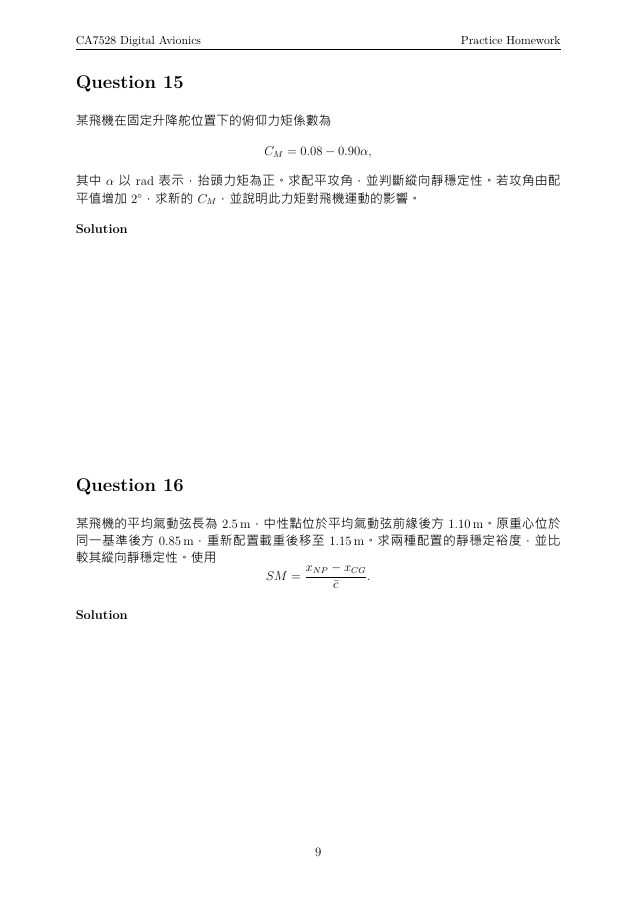 CA7528 Digital Avionics
Practice Homework
Question 15
某飛機在固定升降舵位置下的俯仰力矩係數為
C_M = 0.08 − 0.90α,
其中 α 以 rad 表示，抬頭力矩為正。求配平攻角，並判斷縱向靜穩定性。若攻角由配
平值增加 2°，求新的 C_M，並說明此力矩對飛機運動的影響。
Solution
Question 16
某飛機的平均氣動弦長為 2.5 m，中性點位於平均氣動弦前緣後方 1.10 m。原重心位於
同一基準後方 0.85 m，重新配置載重後移至 1.15 m。求兩種配置的靜穩定裕度，並比
較其縱向靜穩定性。使用
SM = \frac{x_{NP} − x_{CG}}{\bar{c}}.
Solution
9